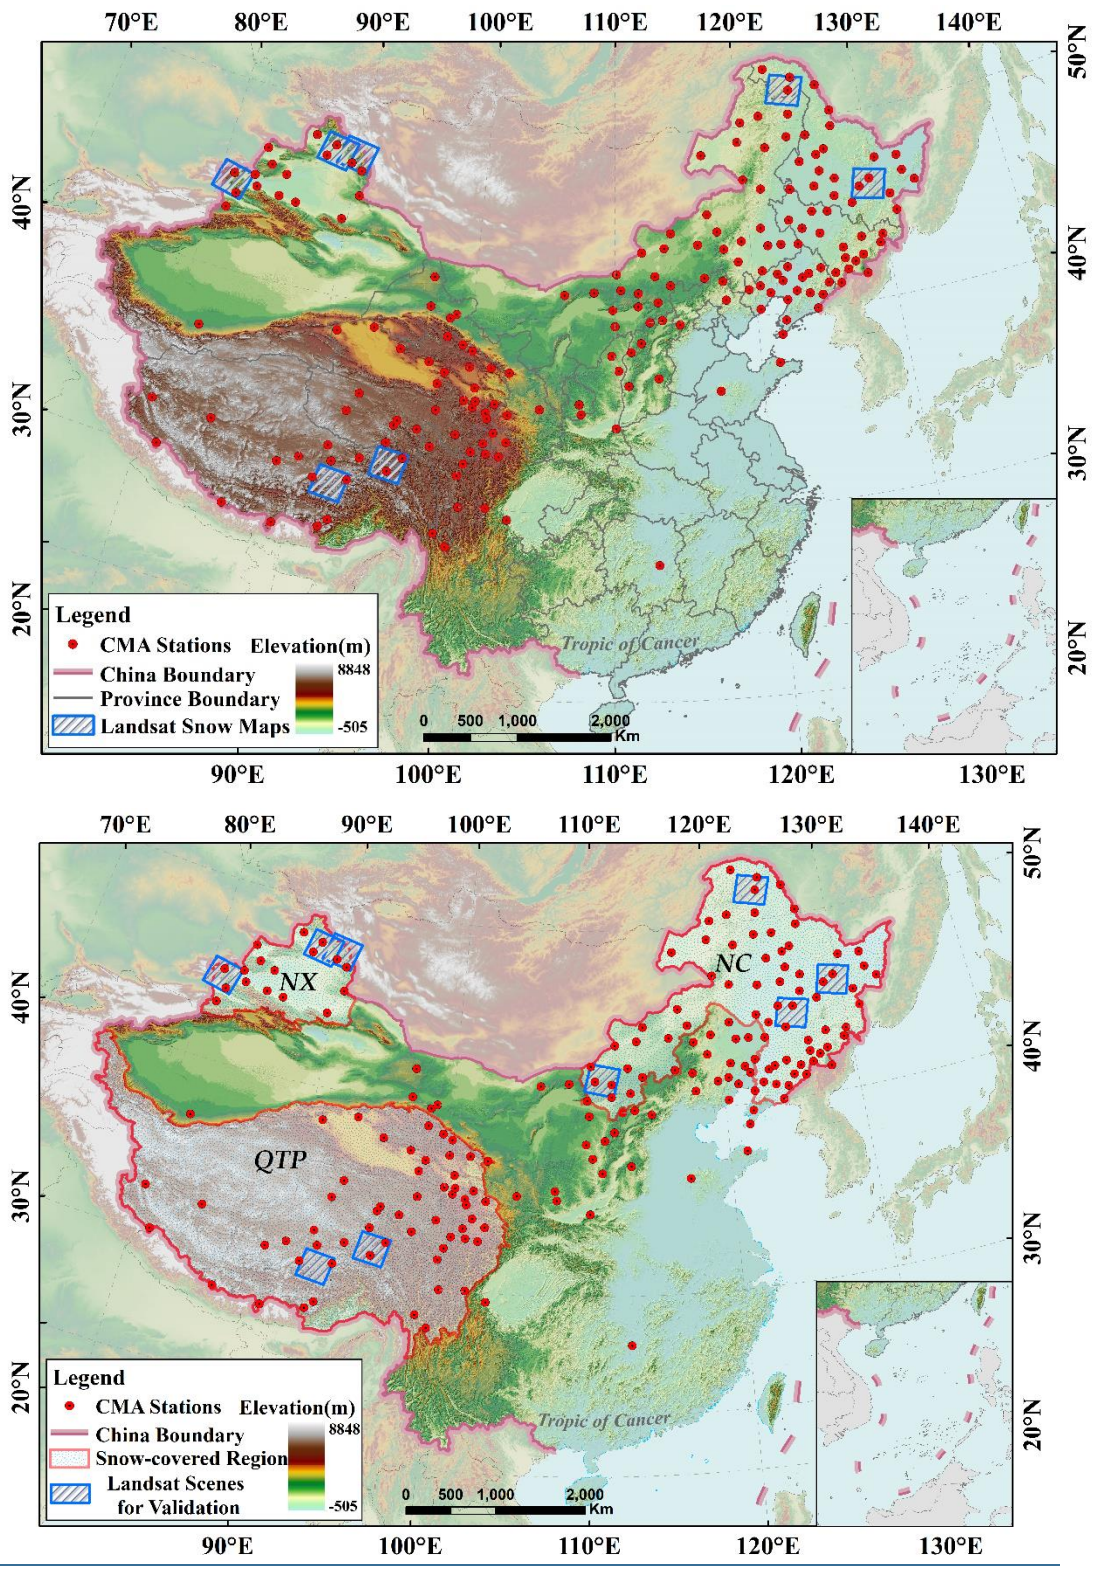 70°E 80°E 90°E 100°E 110°E 120°E 130°E 140°E
50°N
40°N
40°N
30°N
30°N
20°N
20°N
Tropic of Cancer
Legend
CMA Stations Elevation(m)
China Boundary 8848
Province Boundary
Landsat Snow Maps -505
0 500 1,000 2,000
Km
90°E 100°E 110°E 120°E 130°E
70°E 80°E 90°E 100°E 110°E 120°E 130°E 140°E
50°N
NC
NX
40°N
40°N
QTP
30°N
30°N
20°N
20°N
Tropic of Cancer
Legend
CMA Stations Elevation(m)
China Boundary 8848
Snow-covered Region
Landsat Scenes
for Validation -505
0 500 1,000 2,000
Km
90°E 100°E 110°E 120°E 130°E